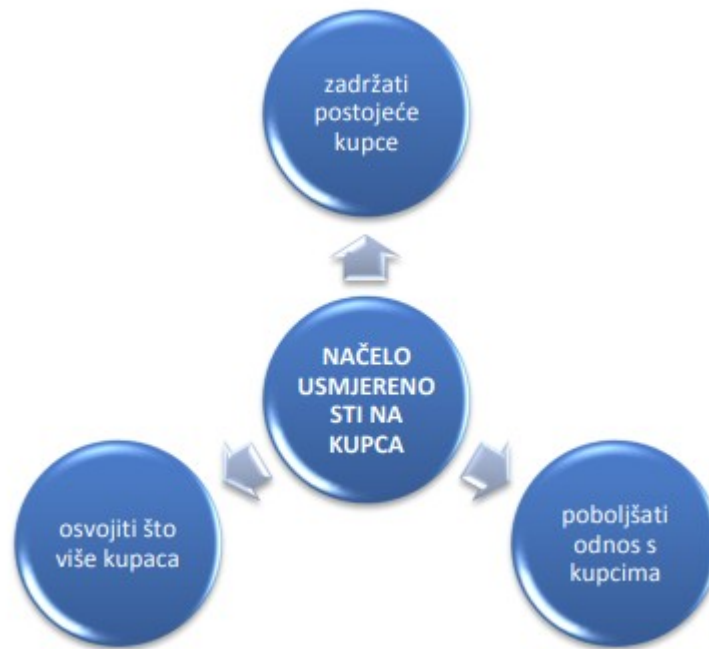 zadržati
postojeće
kupce
NAČELO
USMJERENO
STI NA
KUPCA
osvojiti što
više kupaca
poboljšati
odnos s
kupcima